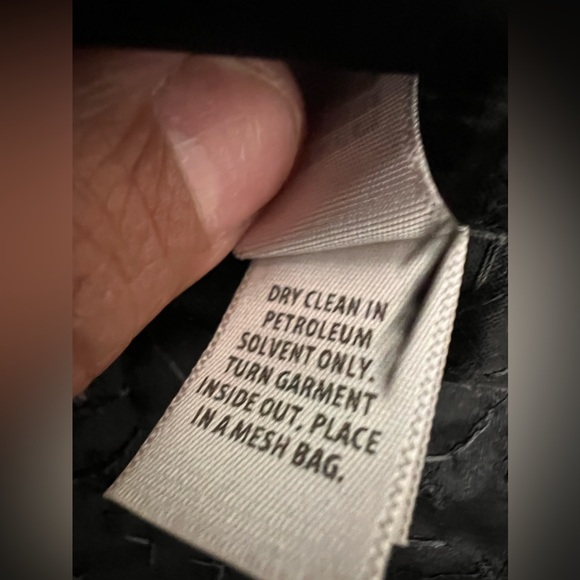 DRY CLEAN IN
PETROLEUM
SOLVENT ONLY.
TURN GARMENT
INSIDE OUT, PLACE
IN A MESH BAG.